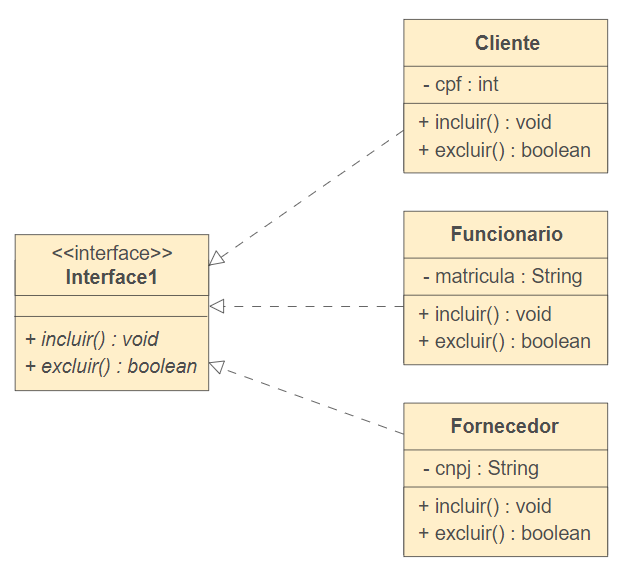 <<interface>>
Interface1
+ incluir() : void
+ excluir() : boolean
Cliente
- cpf : int
+ incluir() : void
+ excluir() : boolean
Funcionario
- matricula : String
+ incluir() : void
+ excluir() : boolean
Fornecedor
- cnpj : String
+ incluir() : void
+ excluir() : boolean